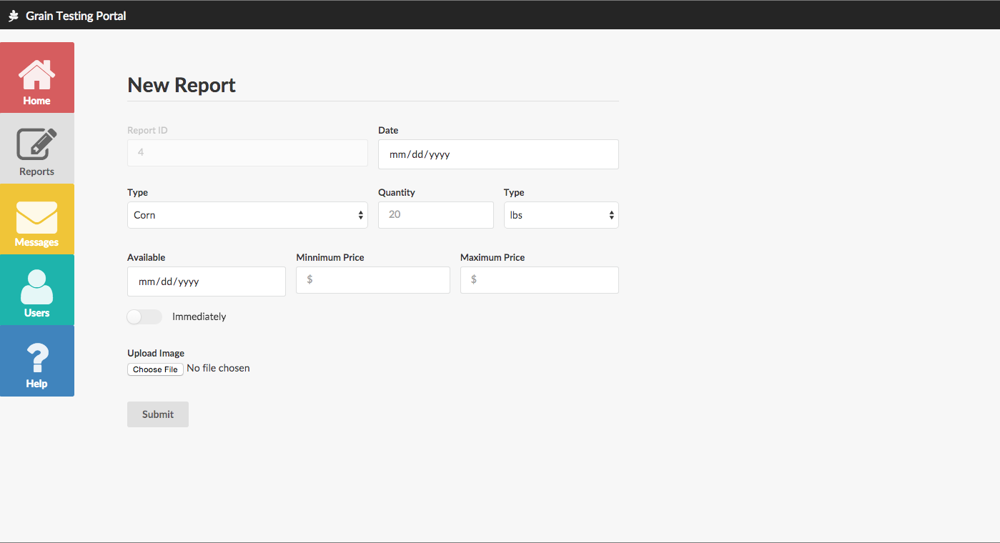 Grain Testing Portal
Home
Reports
Messages
Users
Help
New Report
Report ID Date
4 mm/dd/yyyy
Type Quantity Type
Corn 20 lbs
Available Minnimum Price Maximum Price
mm/dd/yyyy $ $
Immediately
Upload Image
Choose File No file chosen
Submit